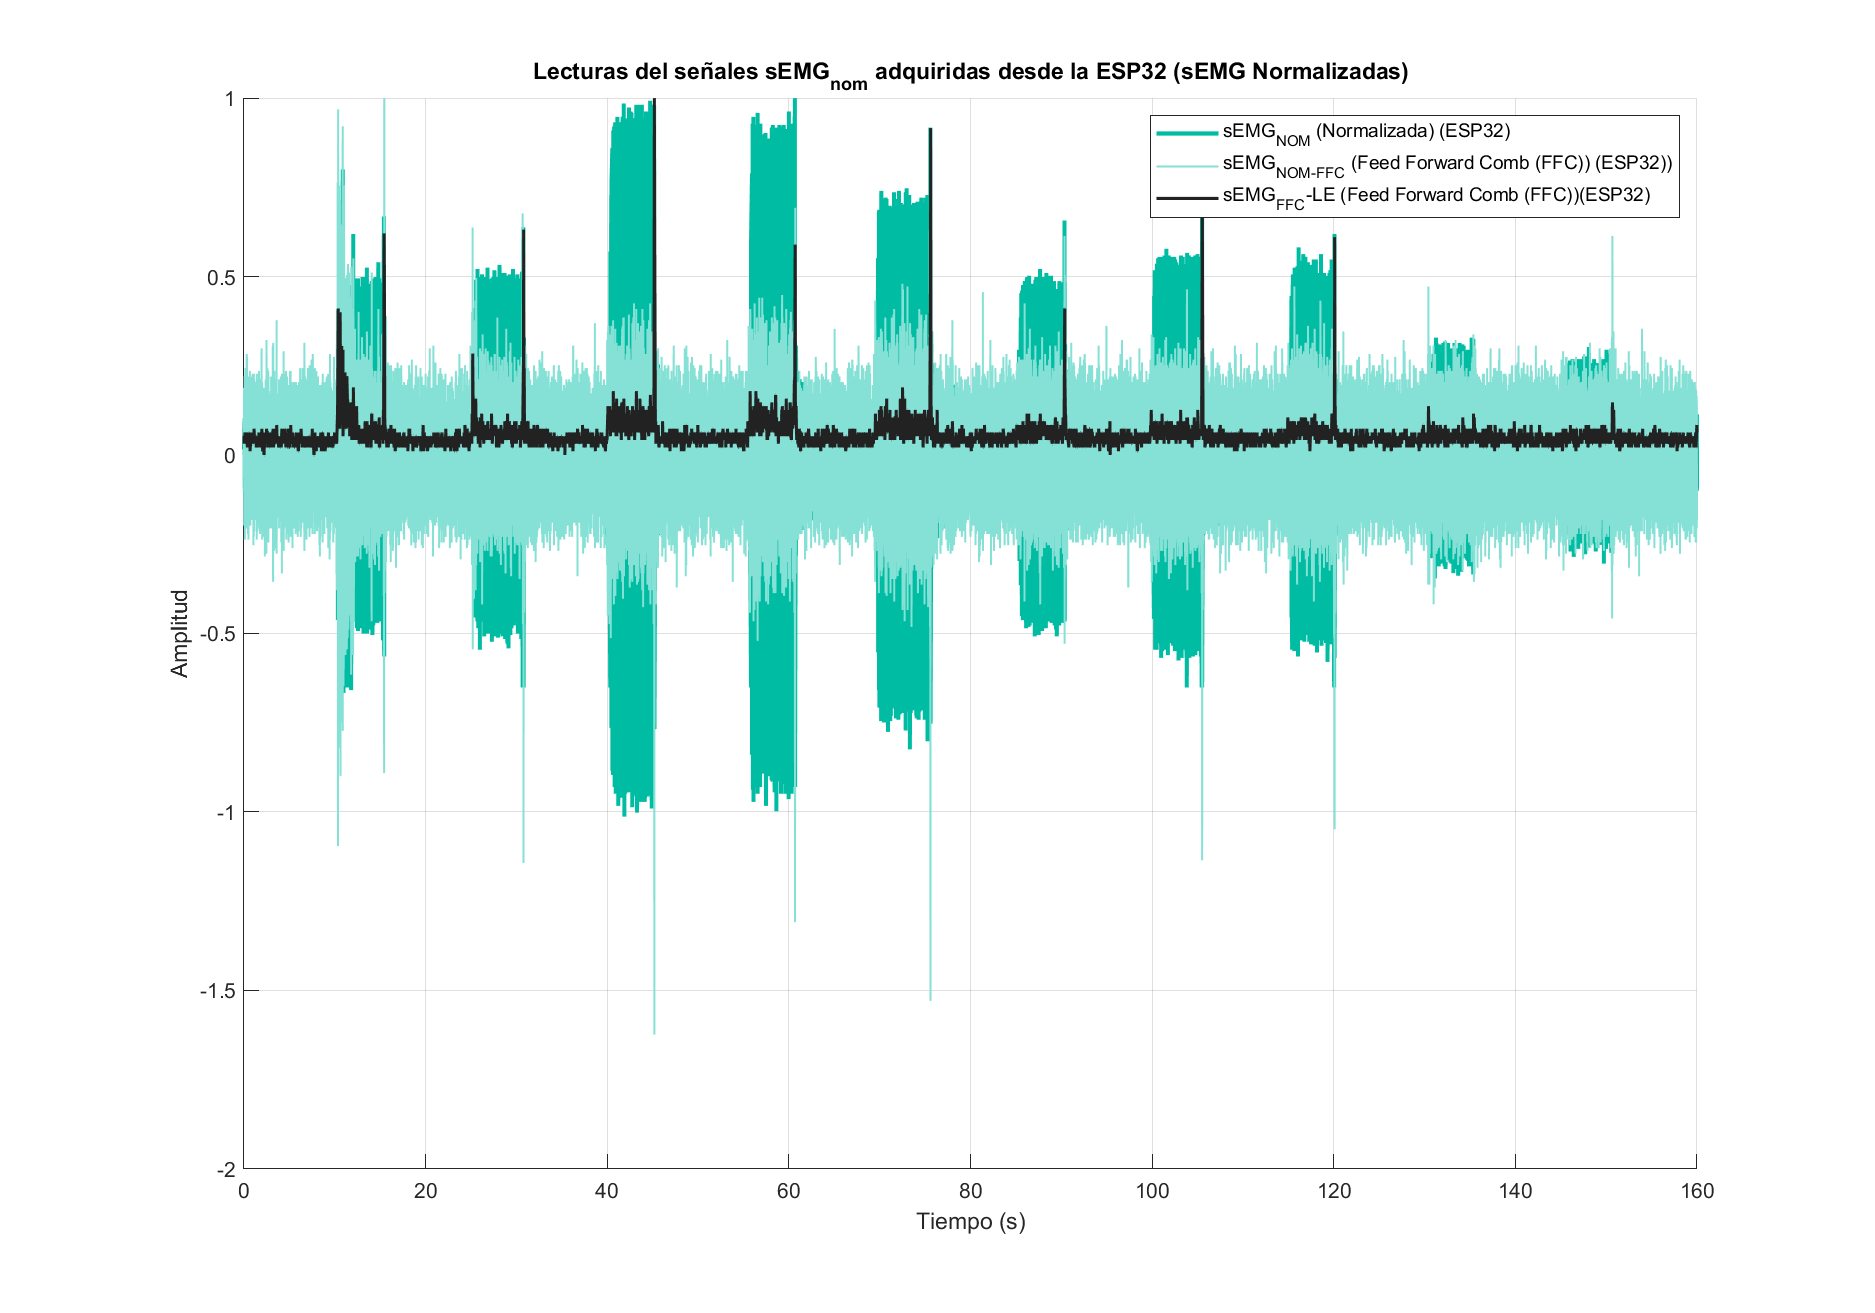 Lecturas del señales sEMGnom adquiridas desde la ESP32 (sEMG Normalizadas)
sEMGNOM (Normalizada) (ESP32)
sEMGNOM-FFC (Feed Forward Comb (FFC)) (ESP32))
sEMGFFC-LE (Feed Forward Comb (FFC))(ESP32)
Amplitud
1
0.5
0
-0.5
-1
-1.5
-2
0 20 40 60 80 100 120 140 160
Tiempo (s)